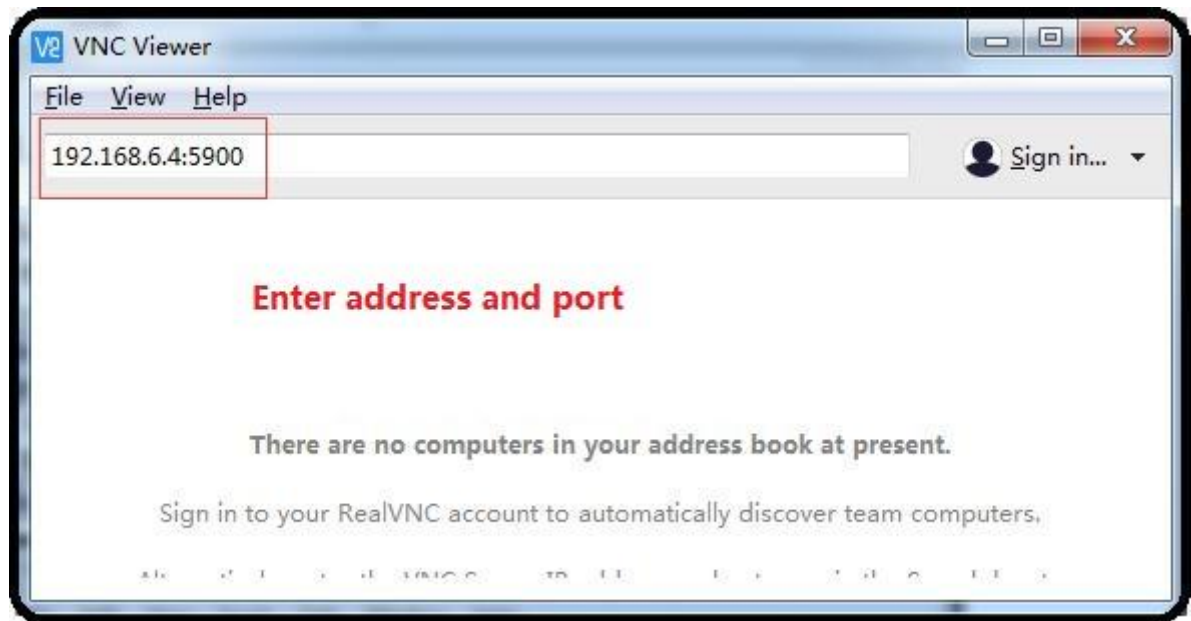 VNC Viewer
File View Help
192.168.6.4:5900
Sign in...
Enter address and port
There are no computers in your address book at present.
Sign in to your RealVNC account to automatically discover team computers.